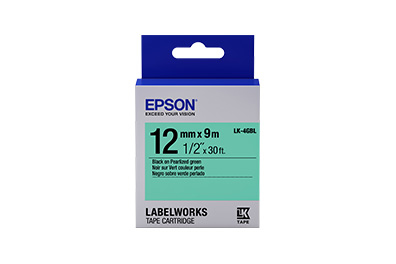 EPSON
EXCEED YOUR VISION
12 mm x 9m
1/2" x 30 ft.
LK-4GBL
Black on Pearlized green
Noir sur Vert couleur perle
Negro sobre verde perlado
LABELWORKS
TAPE CARTRIDGE
LK
TAPE